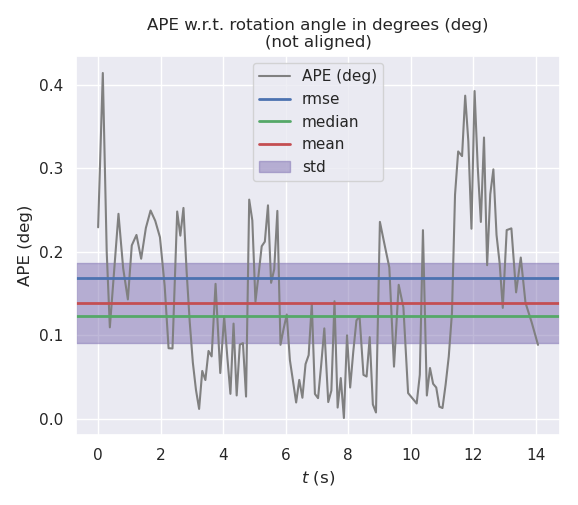 APE w.r.t. rotation angle in degrees (deg)
(not aligned)
APE (deg)
rmse
median
mean
std
APE (deg)
0.4
0.3
0.2
0.1
0.0
0 2 4 6 8 10 12 14
t (s)